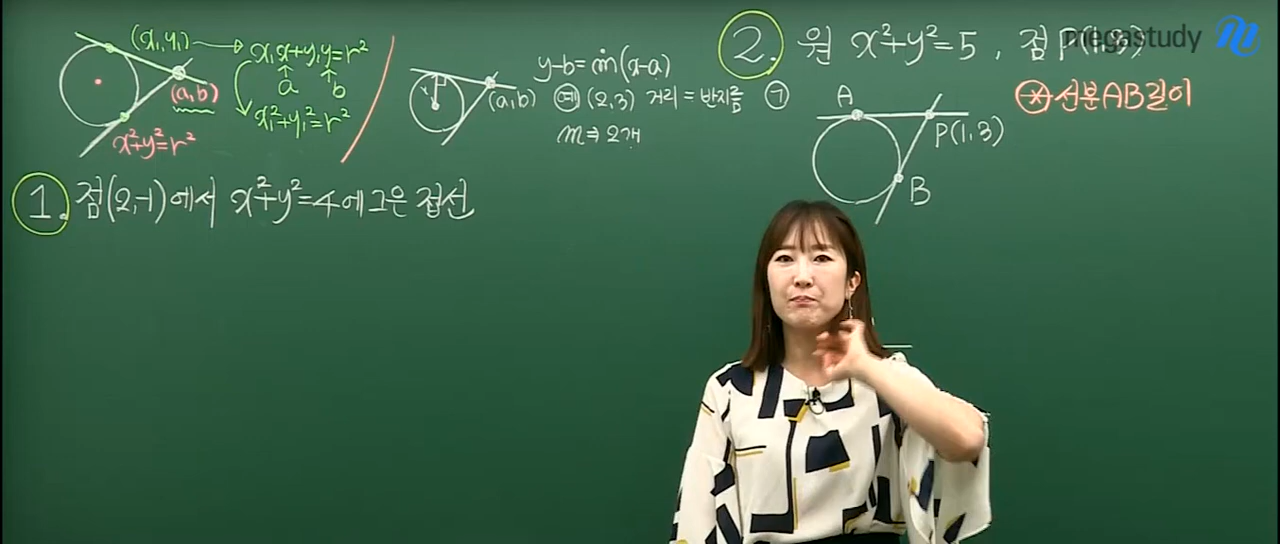 (x₁,y₁) → x₁x+y₁y=r²
a b
(a,b)
x₁²+y₁²=r²
x²+y²=r²
y-b=m(x-a)
(a,b) 예 (2,3) 거리=반지름
r
m⇒2개
1. 점(2,-1)에서 x²+y²=4에 그은 접선
2. 원 x²+y²=5, 점P(1,3)
megastudy
※선분AB길이
A
P(1,3)
B